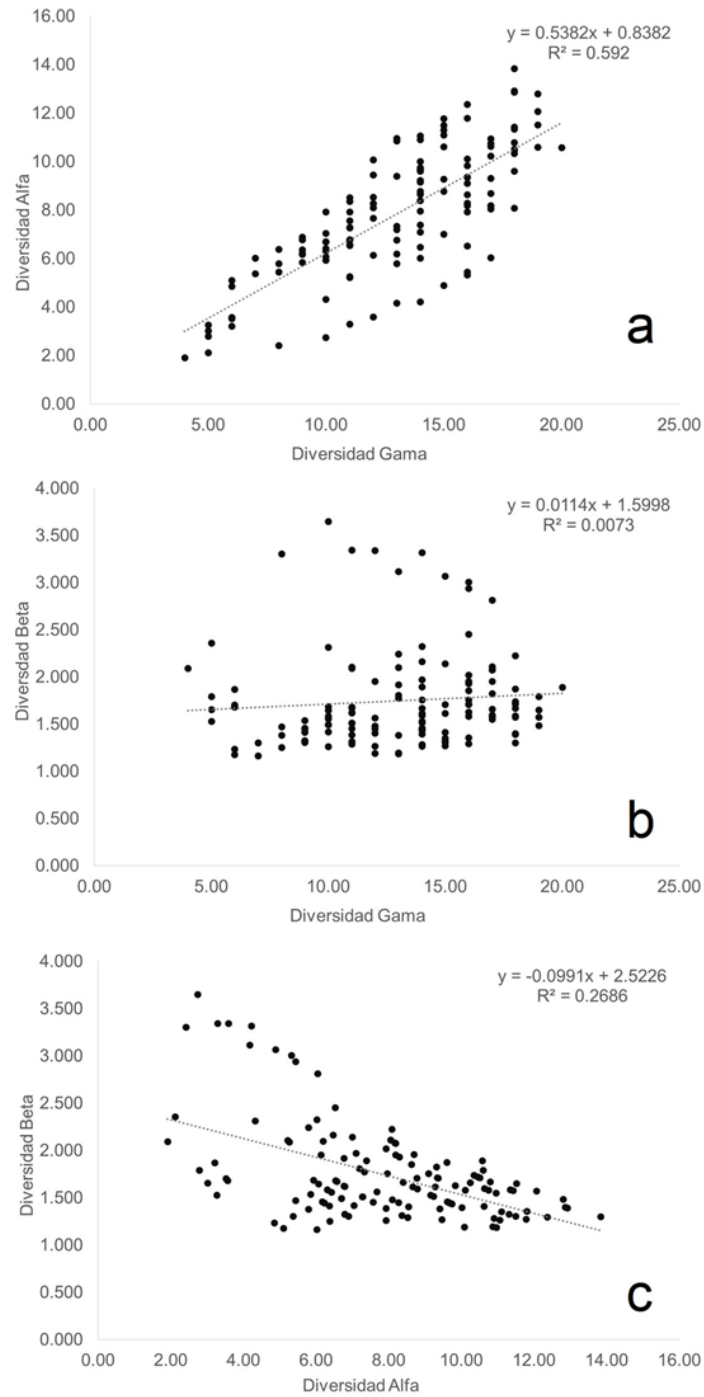 16.00
y = 0.5382x + 0.8382
R² = 0.592
14.00
12.00
10.00
8.00
6.00
4.00
2.00
0.00
Diversidad Alfa
a
0.00 5.00 10.00 15.00 20.00 25.00
Diversidad Gama
4.000
y = 0.0114x + 1.5998
R² = 0.0073
3.500
3.000
2.500
2.000
1.500
1.000
0.500
0.000
Diversdad Beta
b
0.00 5.00 10.00 15.00 20.00 25.00
Diversidad Gama
4.000
y = -0.0991x + 2.5226
R² = 0.2686
3.500
3.000
2.500
2.000
1.500
1.000
0.500
0.000
Diversidad Beta
c
0.00 2.00 4.00 6.00 8.00 10.00 12.00 14.00 16.00
Diversidad Alfa